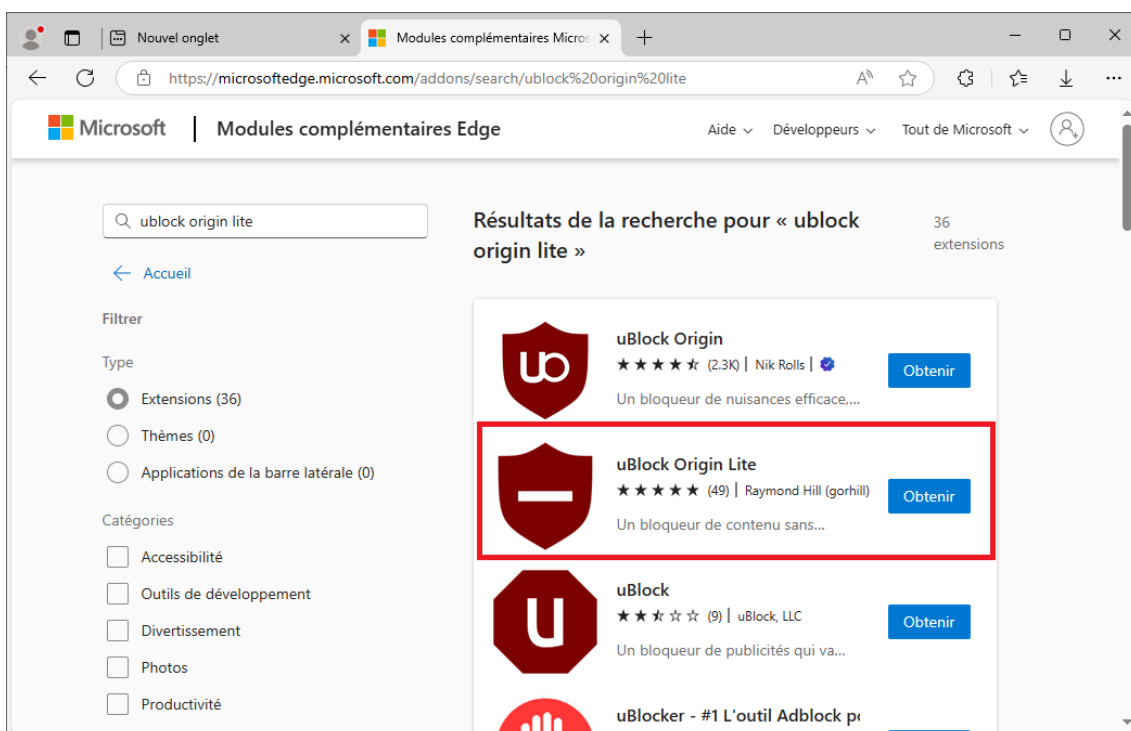 Nouvel onglet
Modules complémentaires Micros
https://microsoftedge.microsoft.com/addons/search/ublock%20origin%20lite
Microsoft
Modules complémentaires Edge
Aide
Développeurs
Tout de Microsoft
ublock origin lite
Accueil
Filtrer
Type
Extensions (36)
Thèmes (0)
Applications de la barre latérale (0)
Catégories
Accessibilité
Outils de développement
Divertissement
Photos
Productivité
Résultats de la recherche pour « ublock
origin lite »
36
extensions
uBlock Origin
(2.3K) | Nik Rolls |
Un bloqueur de nuisances efficace,...
Obtenir
uBlock Origin Lite
(49) | Raymond Hill (gorhill)
Un bloqueur de contenu sans...
Obtenir
u
uBlock
(9) | uBlock, LLC
Un bloqueur de publicités qui va...
Obtenir
uBlocker - #1 L'outil Adblock po